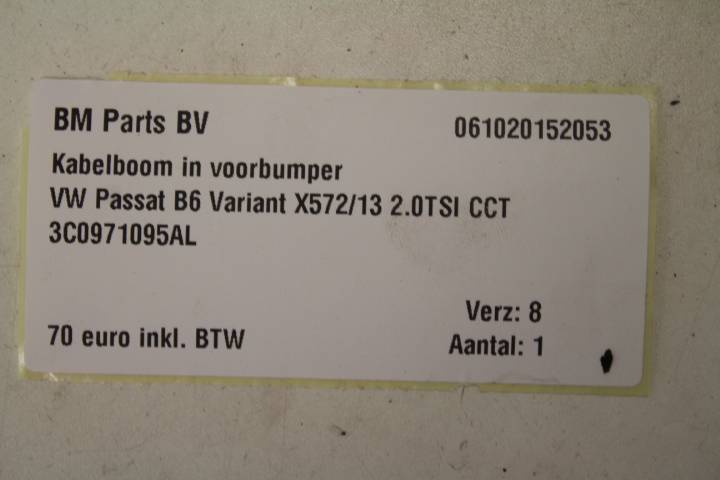 BM Parts BV
061020152053
Kabelboom in voorbumper
VW Passat B6 Variant X572/13 2.0TSI CCT
3C0971095AL
Verz: 8
70 euro inkl. BTW
Aantal: 1